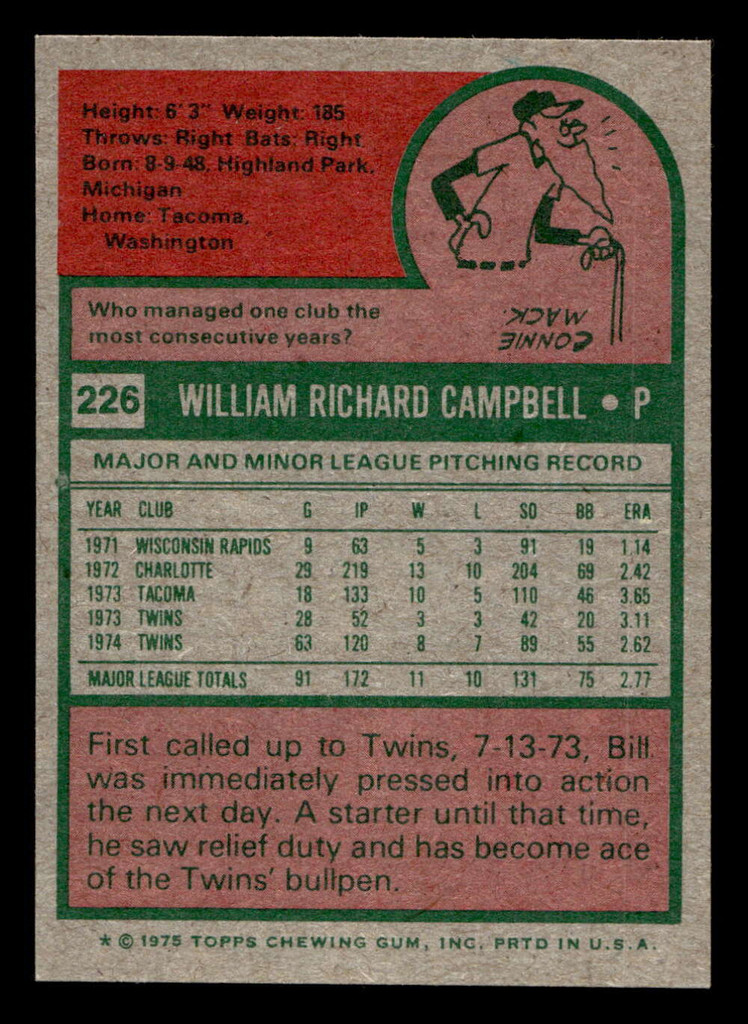 Height: 6' 3" Weight: 185
Throws: Right Bats: Right
Born: 8-9-48, Highland Park,
Michigan
Home: Tacoma,
Washington
Who managed one club the
most consecutive years?
CONNIE
MACK.
226 WILLIAM RICHARD CAMPBELL • P
MAJOR AND MINOR LEAGUE PITCHING RECORD
YEAR CLUB G IP W L SO BB ERA
1971 WISCONSIN RAPIDS 9 63 5 3 91 19 1.14
1972 CHARLOTTE 29 219 13 10 204 69 2.42
1973 TACOMA 18 133 10 5 110 46 3.65
1973 TWINS 28 52 3 3 42 20 3.11
1974 TWINS 63 120 8 7 89 55 2.62
MAJOR LEAGUE TOTALS 91 172 11 10 131 75 2.77
First called up to Twins, 7-13-73, Bill
was immediately pressed into action
the next day. A starter until that time,
he saw relief duty and has become ace
of the Twins' bullpen.
* © 1975 TOPPS CHEWING GUM, INC. PRTD IN U.S.A.